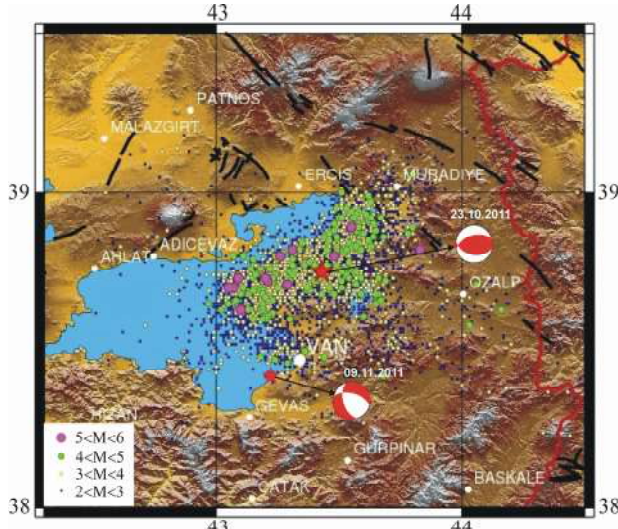 43
44
PATNOS
MALAZGIRT
39
ERCIS
MURADIYE
39
23.10.2011
ADICEVAZ
AHLAT
OZALP
VAN
09.11.2011
HIZAN
GEVAS
5<M<6
4<M<5
3<M<4
2<M<3
GURPINAR
CATAK
BASKALE
38
38
43
44